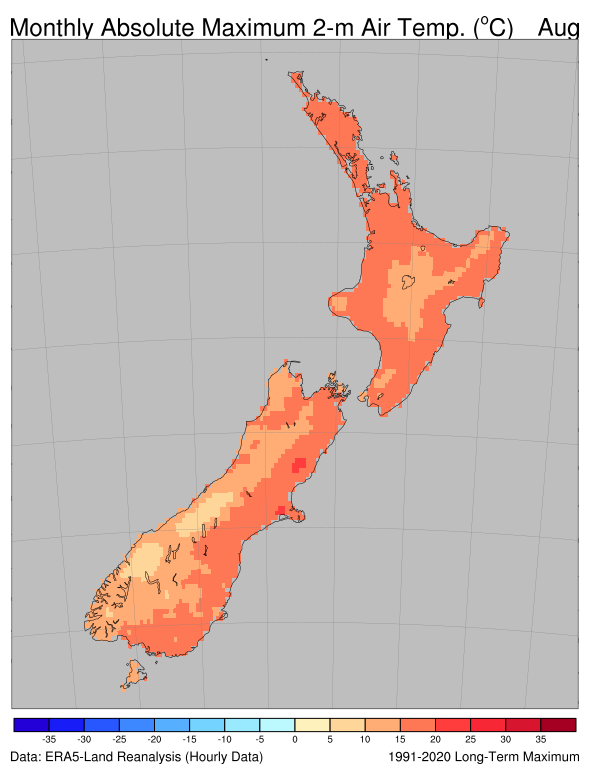 Monthly Absolute Maximum 2-m Air Temp. (°C) Aug
-35 -30 -25 -20 -15 -10 -5 0 5 10 15 20 25 30 35
Data: ERA5-Land Reanalysis (Hourly Data) 1991-2020 Long-Term Maximum